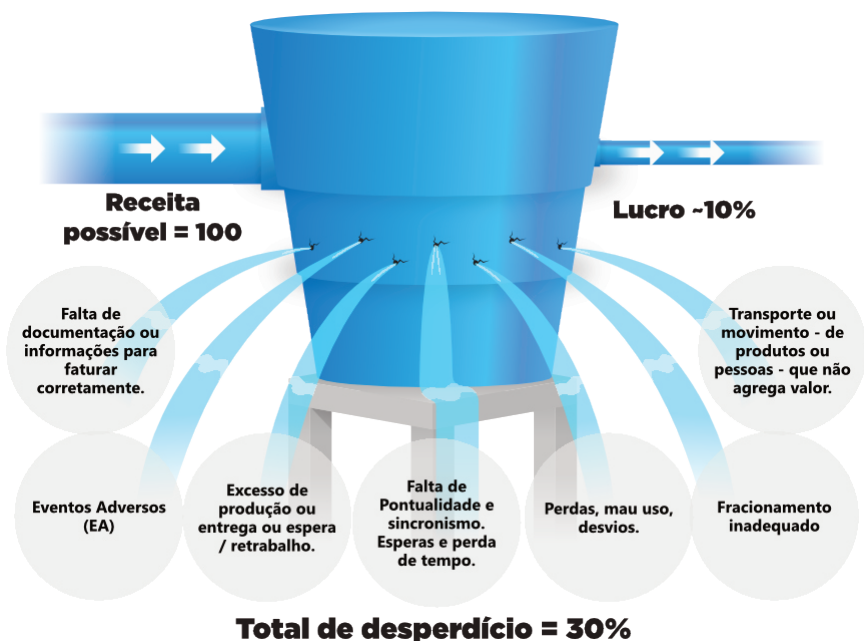 Receita
possível = 100
Lucro ~10%
Falta de
documentação ou
informações para
faturar
corretamente.
Transporte ou
movimento - de
produtos ou
pessoas - que não
agrega valor.
Eventos Adversos
(EA)
Excesso de
produção ou
entrega ou espera
/ retrabalho.
Falta de
Pontualidade e
sincronismo.
Esperas e perda
de tempo.
Perdas, mau uso,
desvios.
Fracionamento
inadequado
Total de desperdício = 30%